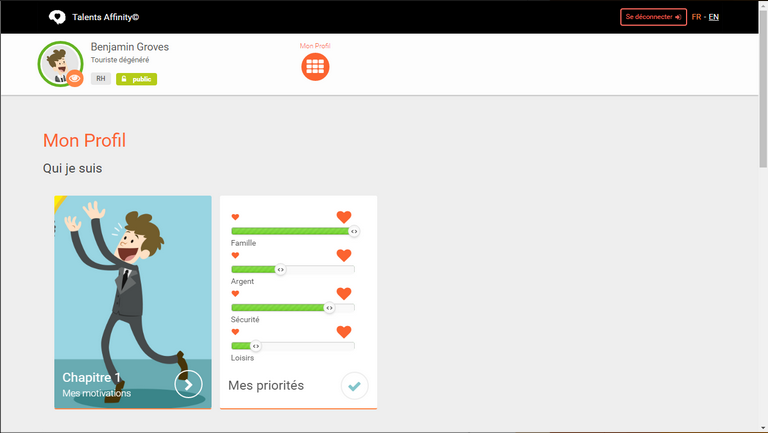 Talents Affinity©
Se déconnecter
FR - EN
Benjamin Groves
Touriste dégénéré
RH
public
Mon Profil
Mon Profil
Qui je suis
Famille
Argent
Sécurité
Loisirs
Chapitre 1
Mes motivations
Mes priorités